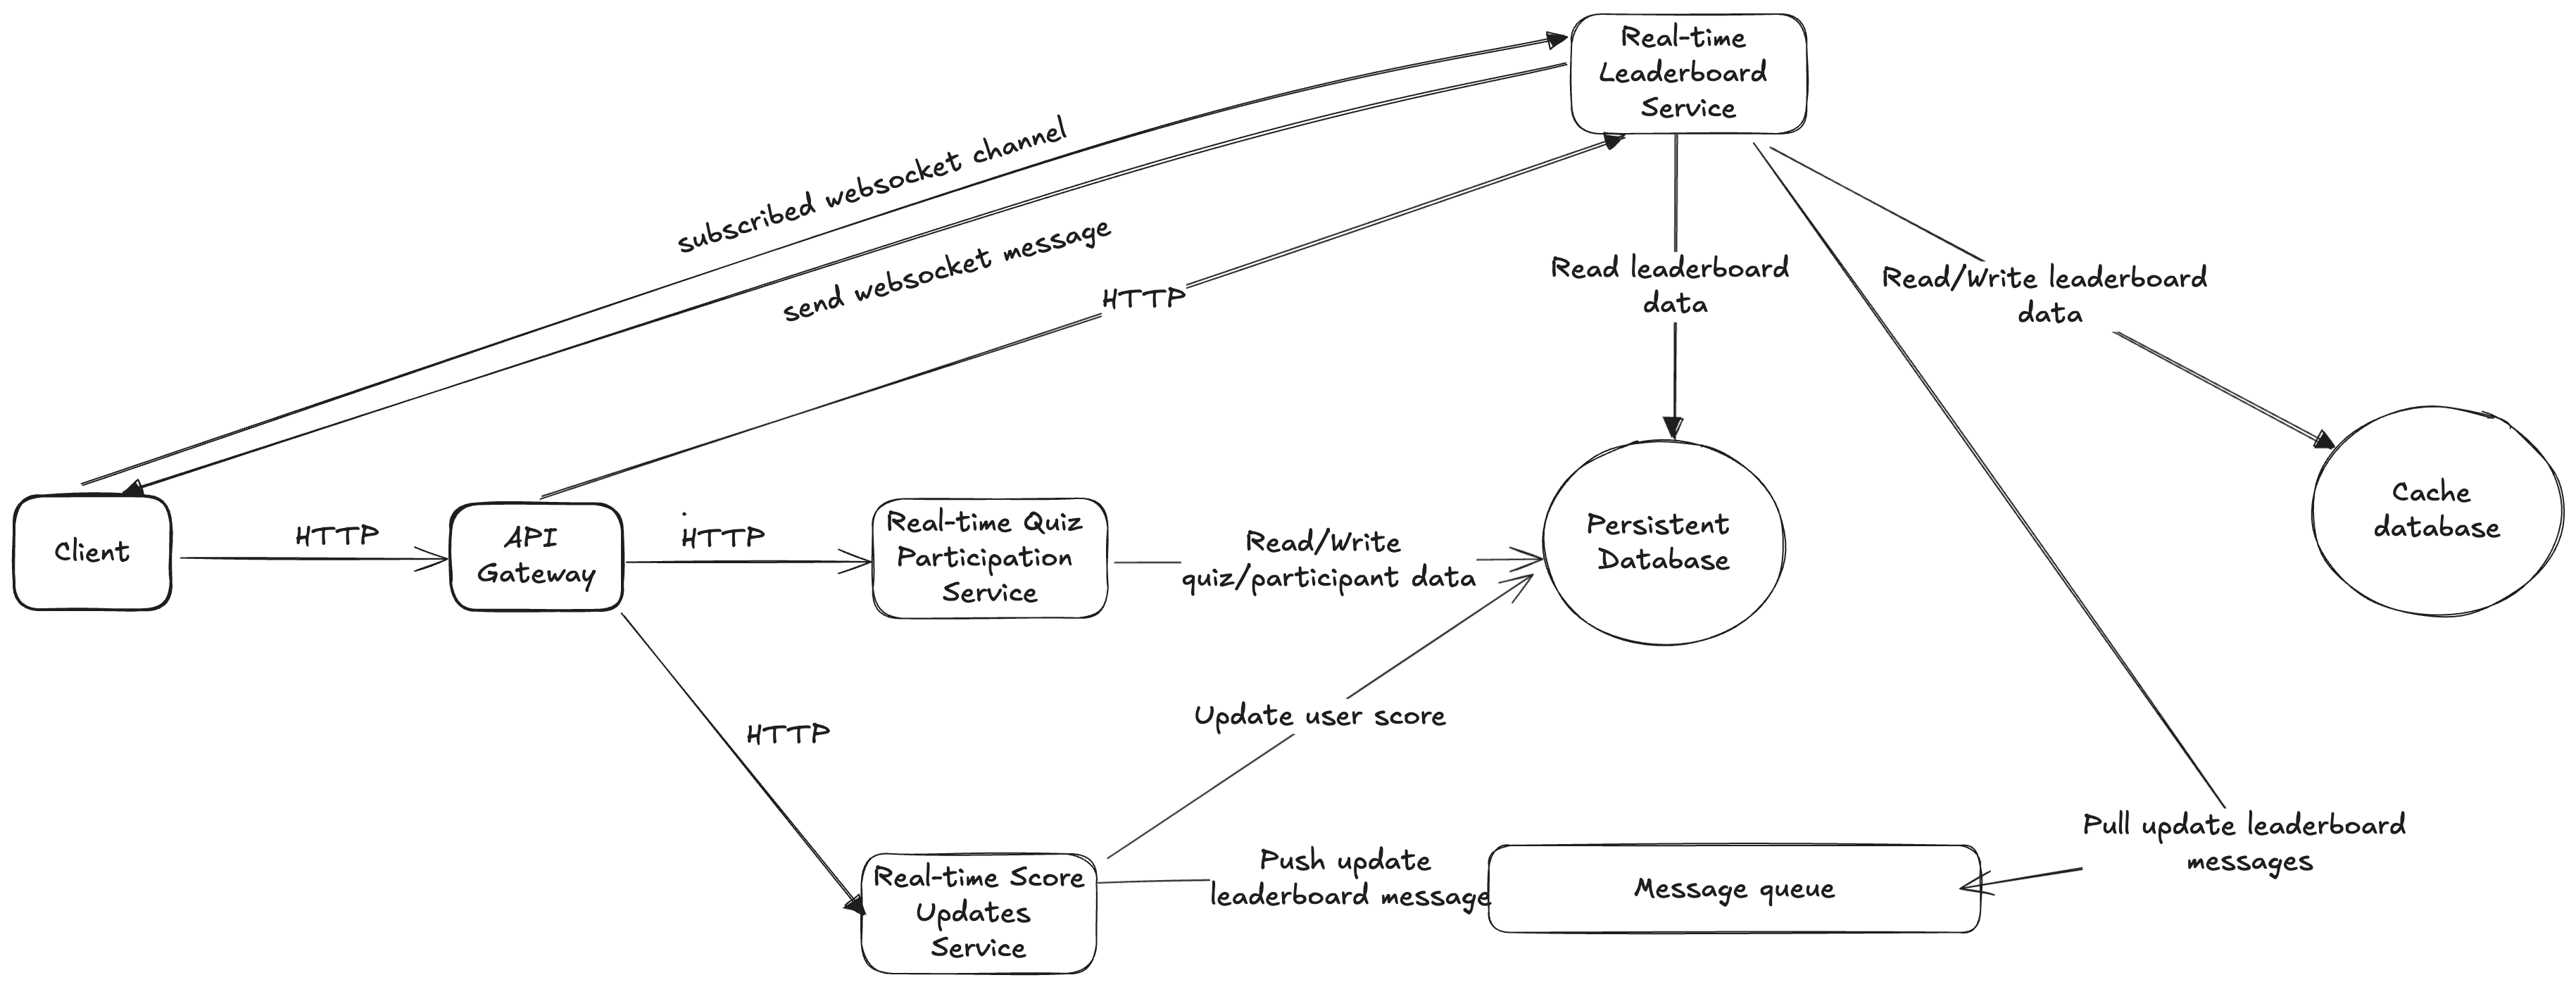 Real-time
Leaderboard
Service
subscribed websocket channel
send websocket message
HTTP
Read leaderboard
data
Read/Write leaderboard
data
Client
HTTP
API
Gateway
HTTP
Real-time Quiz
Participation
Service
Read/Write
quiz/participant data
Persistent
Database
Cache
database
HTTP
Update user score
Real-time Score
Updates
Service
Push update
leaderboard message
Message queue
Pull update leaderboard
messages